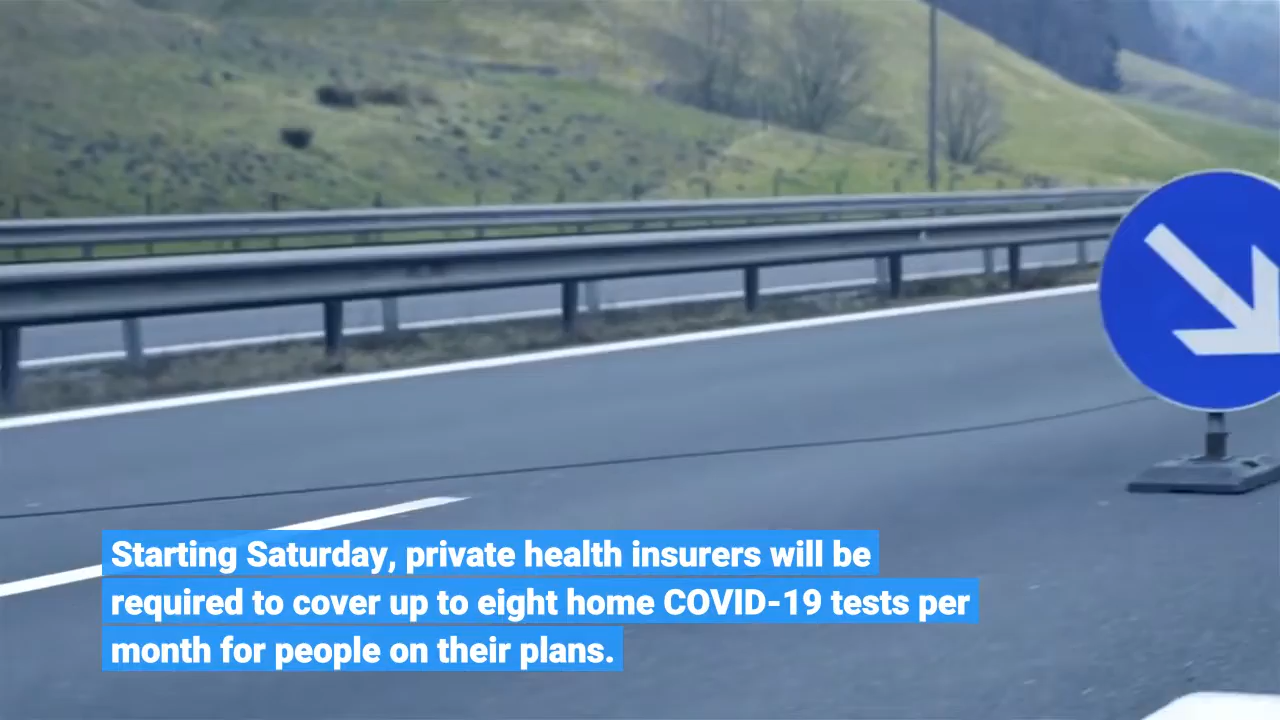 Starting Saturday, private health insurers will be
required to cover up to eight home COVID-19 tests per
month for people on their plans.